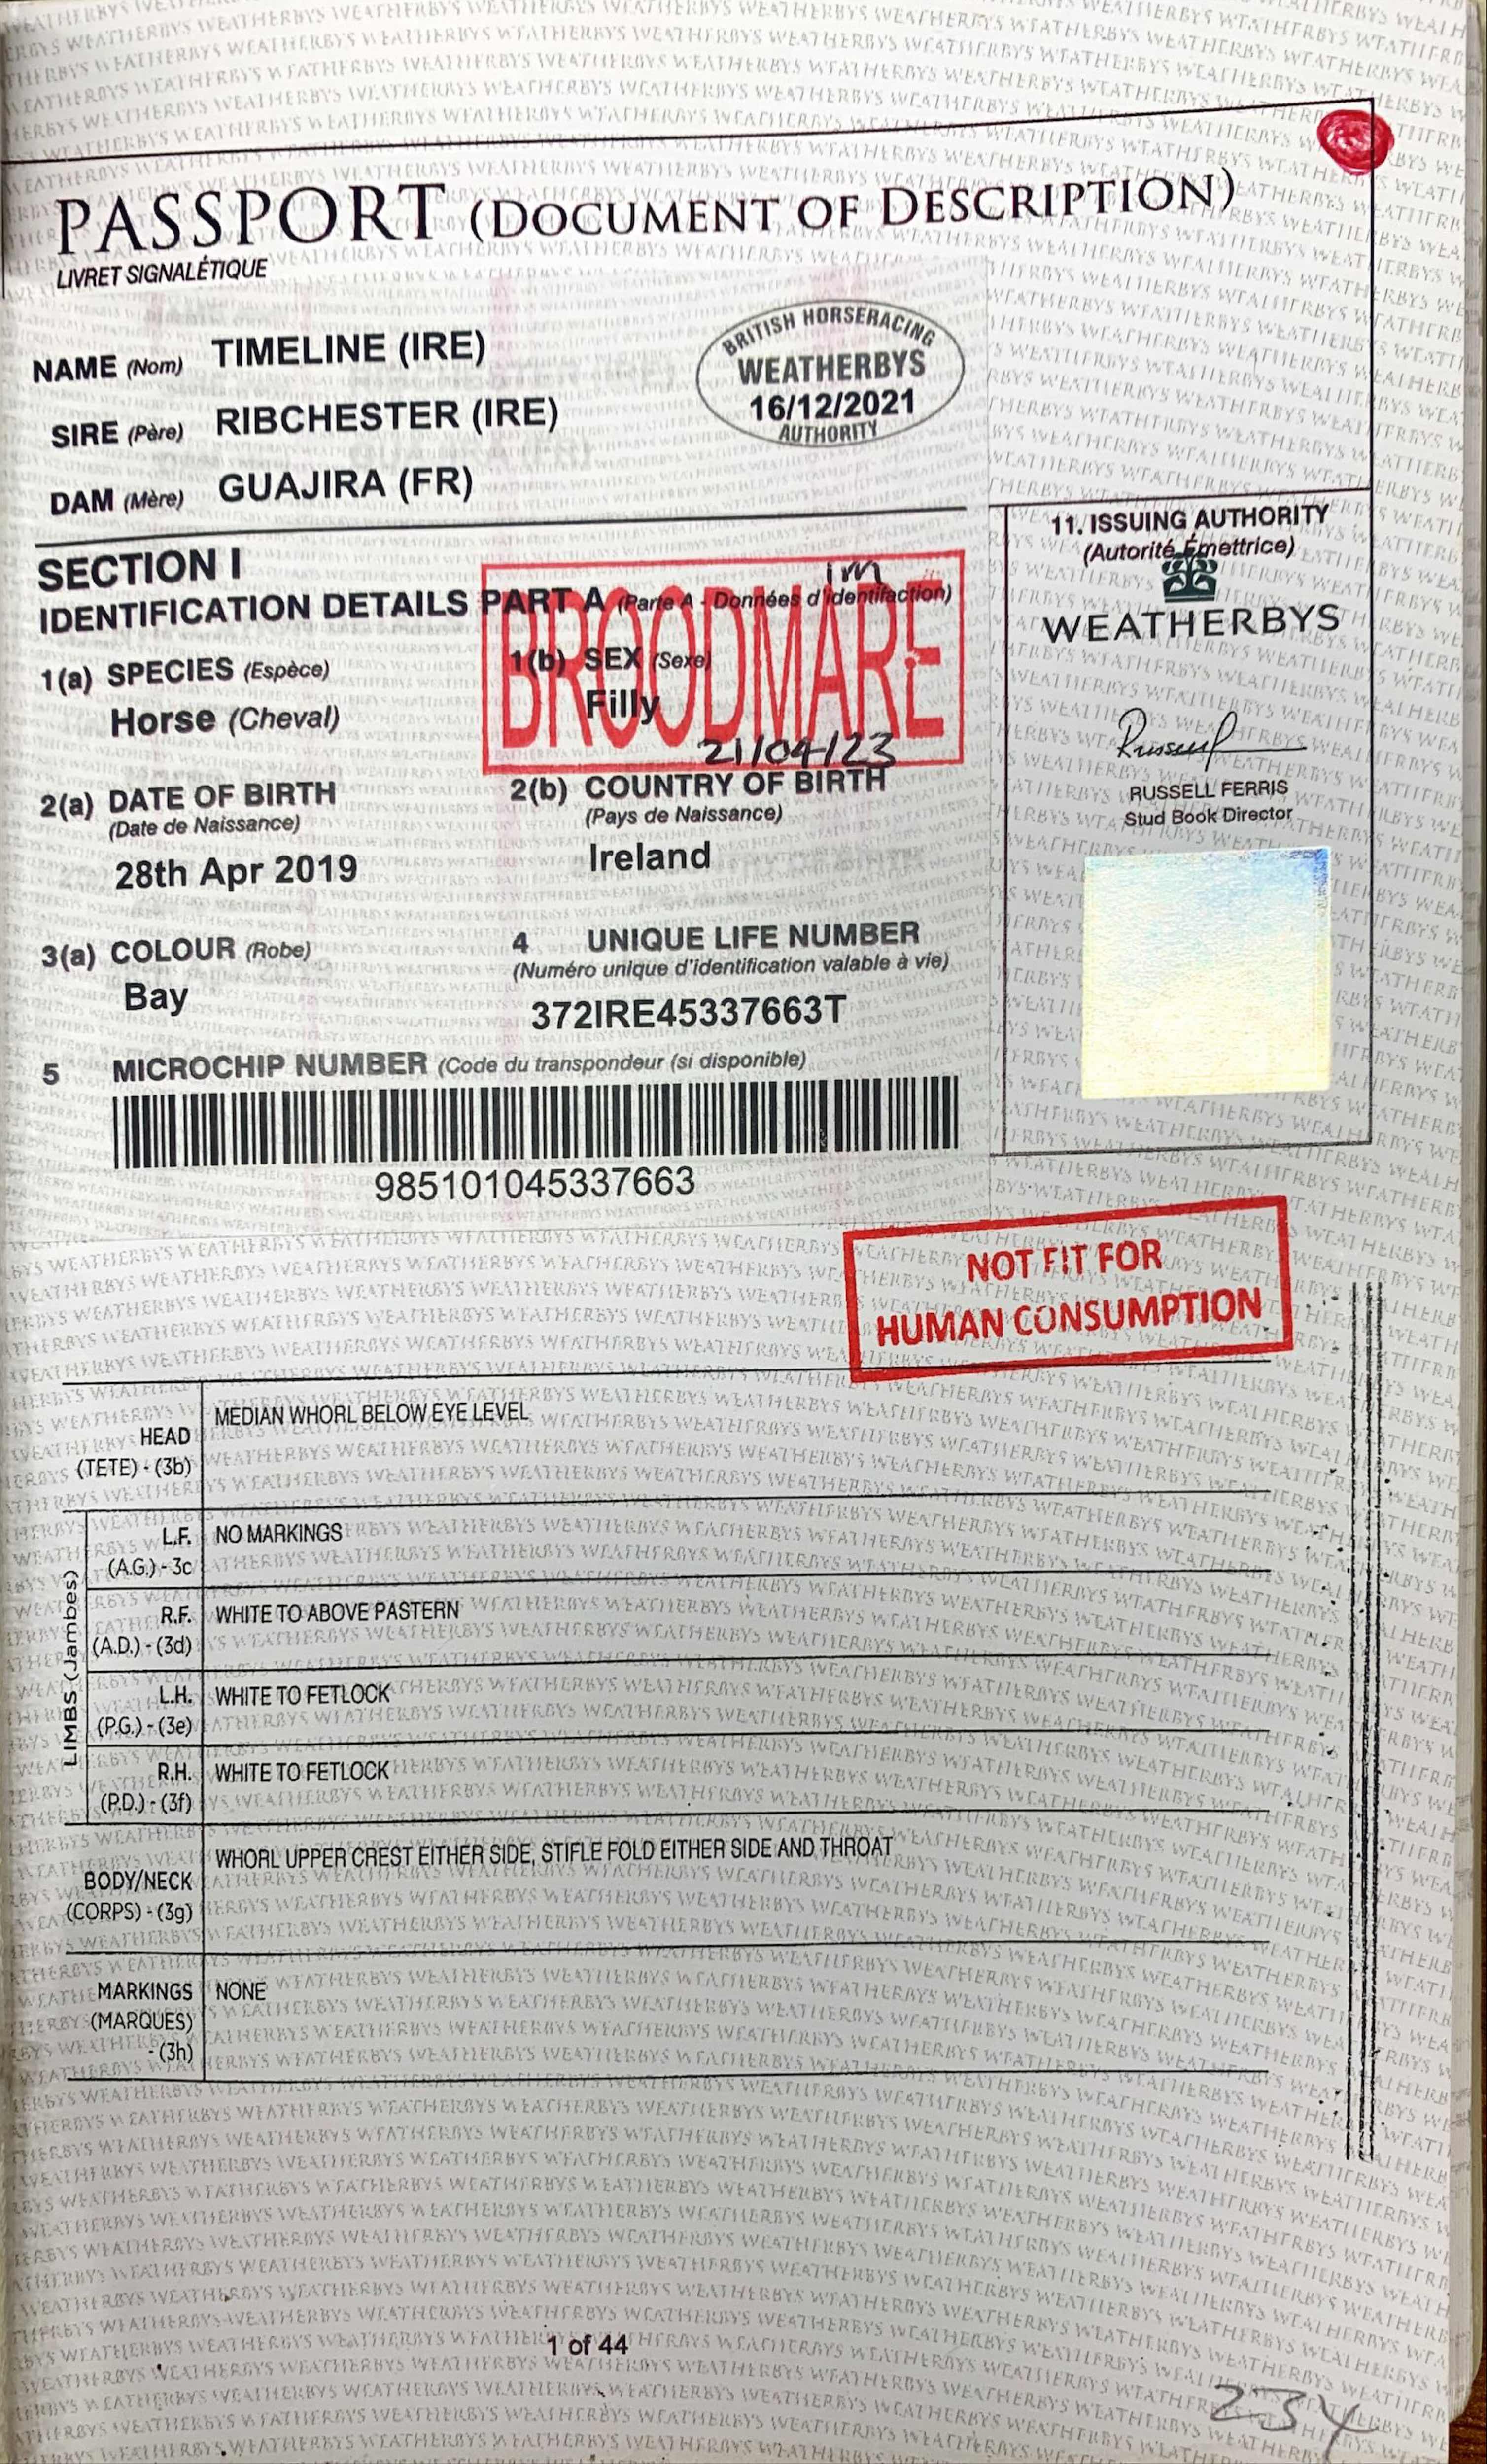 PASSPORT (DOCUMENT OF DESCRIPTION)
LIVRET SIGNALÉTIQUE
NAME (Nom) TIMELINE (IRE)
SIRE (Père) RIBCHESTER (IRE)
DAM (Mère) GUAJIRA (FR)
BRITISH HORSERACING
WEATHERBYS
16/12/2021
AUTHORITY
SECTION I
IDENTIFICATION DETAILS PART A (Parte A - Données d'identifaction)
BROODMARE
im
21/04/23
1(a) SPECIES (Espèce)
Horse (Cheval)
1(b) SEX (Sexe)
Filly
2(a) DATE OF BIRTH
(Date de Naissance)
28th Apr 2019
2(b) COUNTRY OF BIRTH
(Pays de Naissance)
Ireland
3(a) COLOUR (Robe)
Bay
4 UNIQUE LIFE NUMBER
(Numéro unique d'identification valable à vie)
372IRE45337663T
5 MICROCHIP NUMBER (Code du transpondeur (si disponible)
985101045337663
11. ISSUING AUTHORITY
(Autorité Émettrice)
WEATHERBYS
RUSSELL FERRIS
Stud Book Director
NOT FIT FOR
HUMAN CONSUMPTION
HEAD
(TETE) - (3b)
MEDIAN WHORL BELOW EYE LEVEL
LIMBS (Jambes)
L.F.
(A.G.) - 3c
NO MARKINGS
R.F.
(A.D.) - (3d)
WHITE TO ABOVE PASTERN
L.H.
(P.G.) - (3e)
WHITE TO FETLOCK
R.H.
(P.D.) - (3f)
WHITE TO FETLOCK
BODY/NECK
(CORPS) - (3g)
WHORL UPPER CREST EITHER SIDE, STIFLE FOLD EITHER SIDE AND THROAT
MARKINGS
(MARQUES)
- (3h)
NONE
1 of 44
234